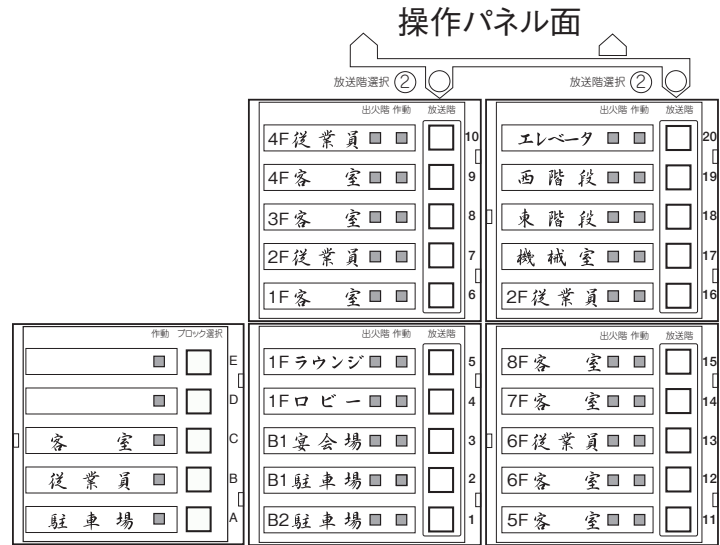 操作パネル面
放送階選択 ②
放送階選択 ②
出火階 作動 放送階
4F従業員 10
4F客室 9
3F客室 8
2F従業員 7
1F客室 6
出火階 作動 放送階
エレベータ 20
西階段 19
東階段 18
機械室 17
2F従業員 16
作動 ブロック選択
E
D
客室 C
従業員 B
駐車場 A
出火階 作動 放送階
1Fラウンジ 5
1Fロビー 4
B1宴会場 3
B1駐車場 2
B2駐車場 1
出火階 作動 放送階
8F客室 15
7F客室 14
6F従業員 13
6F客室 12
5F客室 11